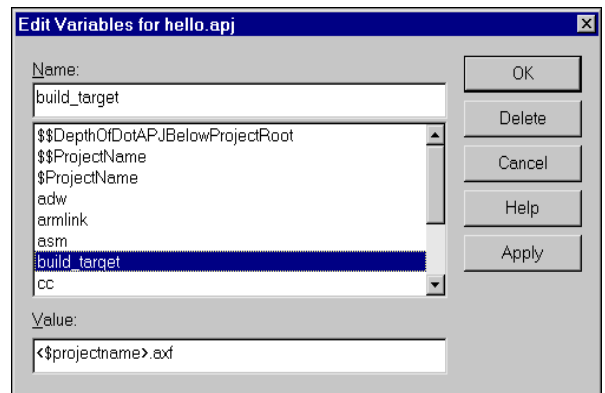 Edit Variables for hello.apj
Name:
build_target
$$DepthOfDotAPJBelowProjectRoot
$$ProjectName
$ProjectName
adw
armlink
asm
build_target
cc
Value:
<$projectname>.axf
OK
Delete
Cancel
Help
Apply